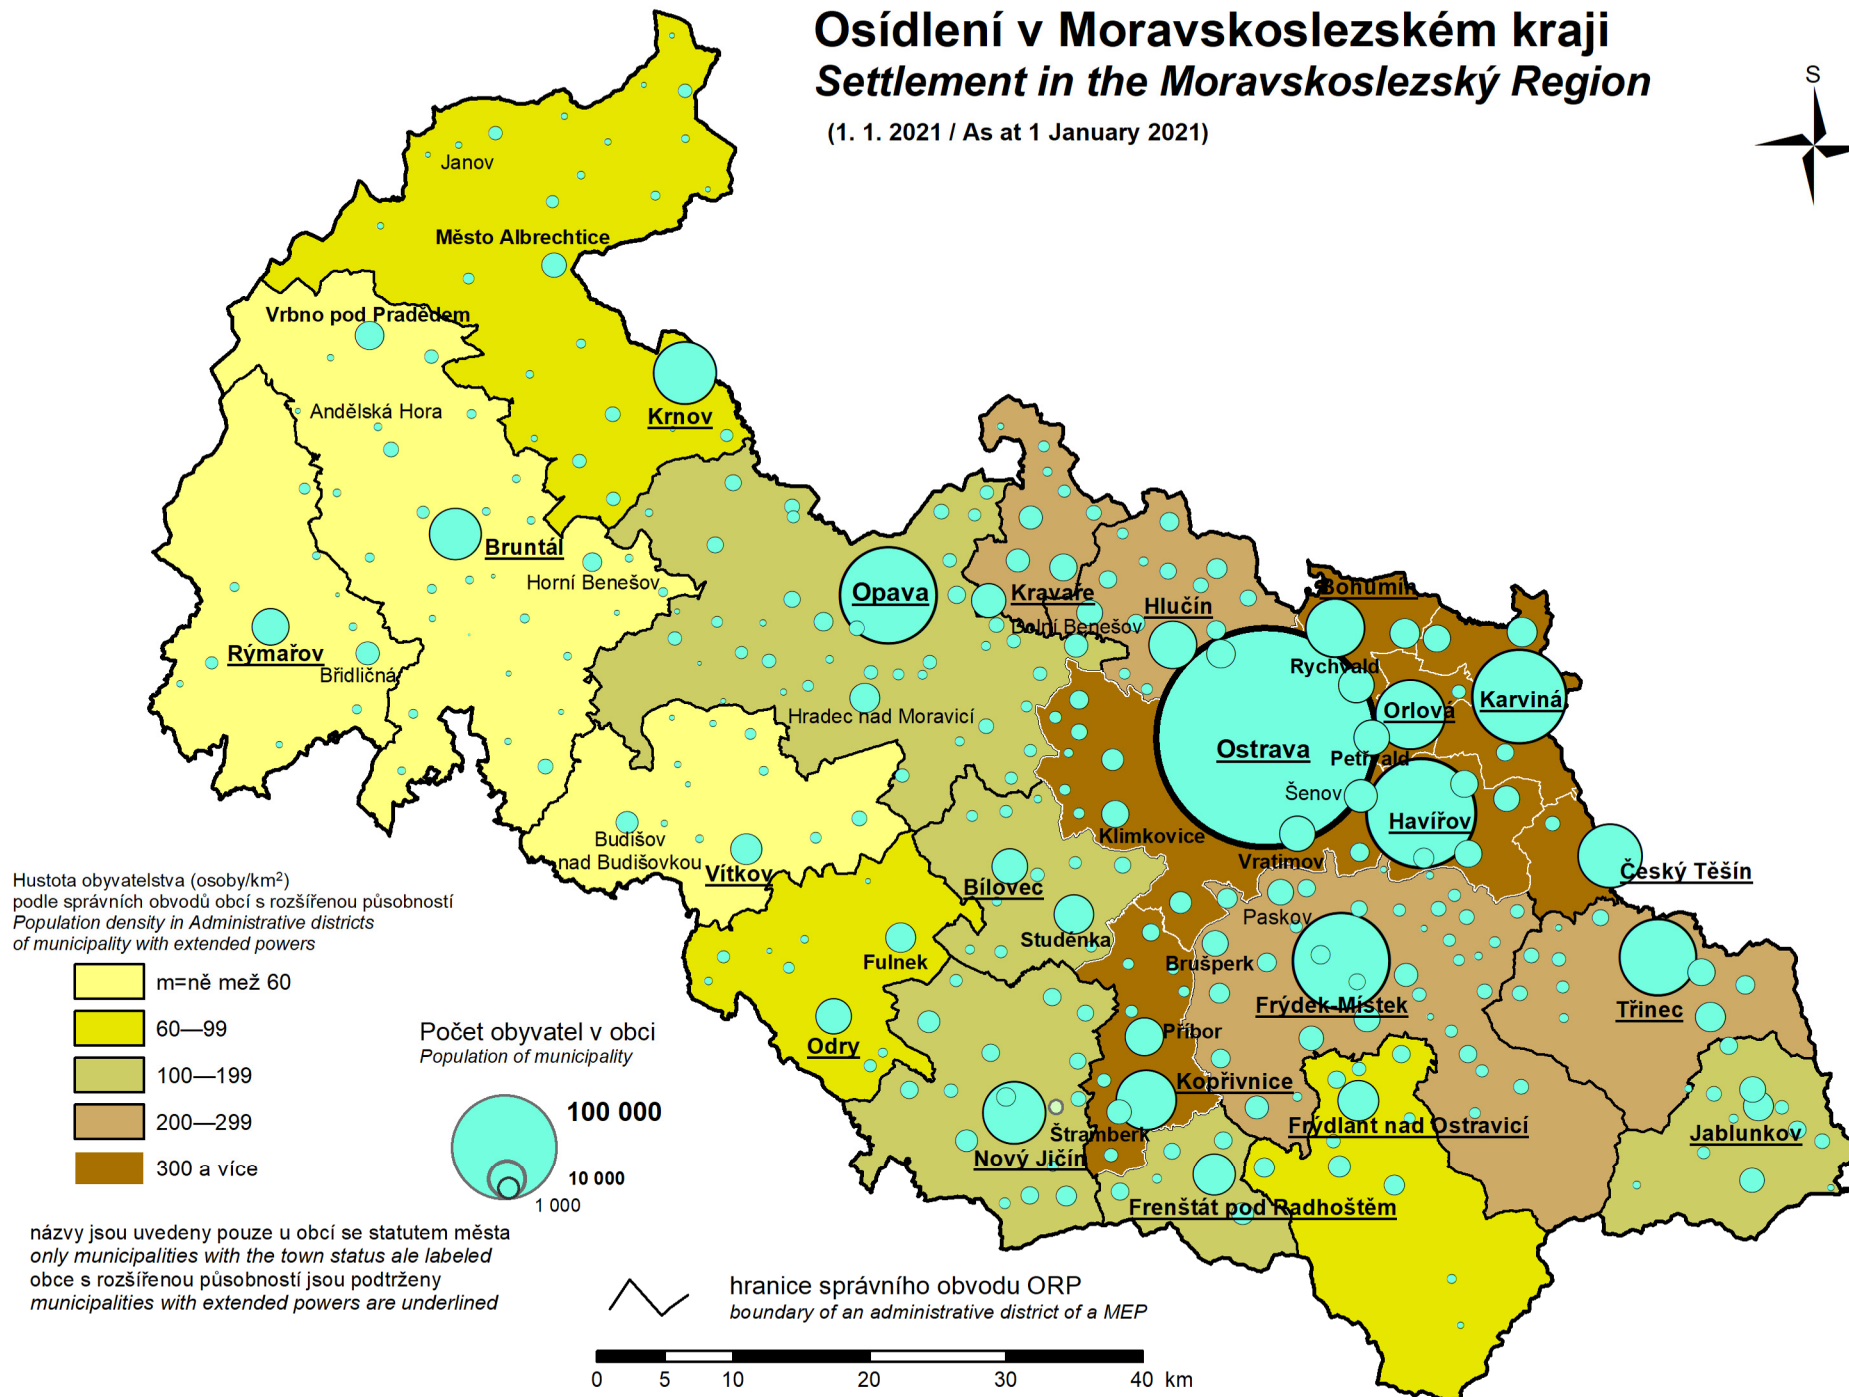 Osídlení v Moravskoslezském kraji
Settlement in the Moravskoslezský Region
(1. 1. 2021 / As at 1 January 2021)
S
Janov
Město Albrechtice
Vrbno pod Pradědem
Andělská Hora
Krnov
Bruntál
Horní Benešov
Opava
Kravaře
Dolní Benešov
Hlučín
Bohumín
Rychvald
Karviná
Orlová
Ostrava
Petřvald
Šenov
Havířov
Rýmařov
Břidličná
Hradec nad Moravicí
Klimkovice
Vratimov
Český Těšín
Budišov
nad Budišovkou
Vítkov
Bílovec
Studénka
Paskov
Fulnek
Brušperk
Frýdek-Místek
Třinec
Odry
Příbor
Kopřivnice
Štramberk
Nový Jičín
Frýdlant nad Ostravicí
Jablunkov
Frenštát pod Radhoštěm
Hustota obyvatelstva (osoby/km²)
podle správních obvodů obcí s rozšířenou působností
Population density in Administrative districts
of municipality with extended powers
m=ně mež 60
60—99
100—199
200—299
300 a více
Počet obyvatel v obci
Population of municipality
100 000
10 000
1 000
názvy jsou uvedeny pouze u obcí se statutem města
only municipalities with the town status ale labeled
obce s rozšířenou působností jsou podtrženy
municipalities with extended powers are underlined
hranice správního obvodu ORP
boundary of an administrative district of a MEP
0 5 10 20 30 40 km